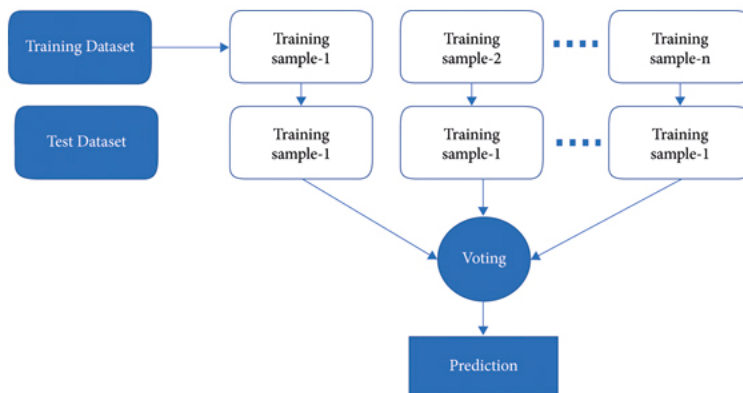 Training Dataset
Training
sample-1
Training
sample-2
Training
sample-n
Test Dataset
Training
sample-1
Training
sample-1
Training
sample-1
Voting
Prediction